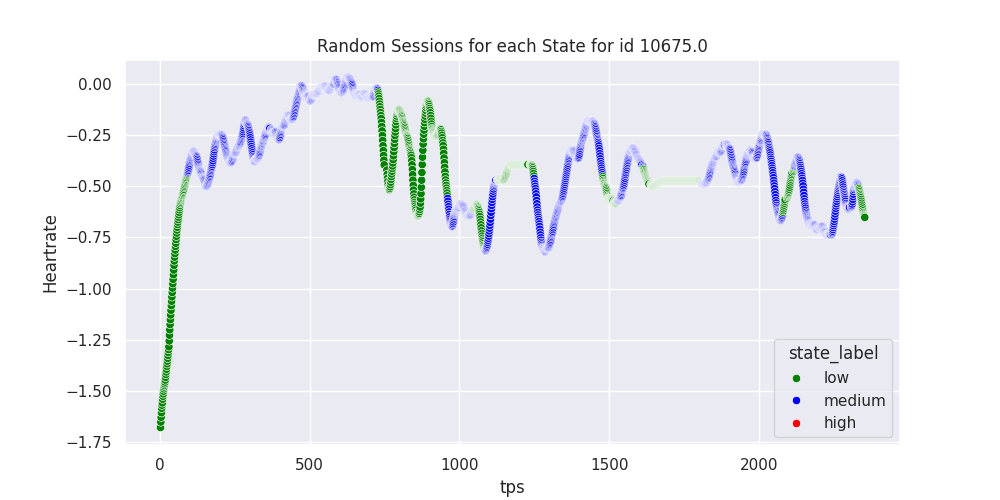 Random Sessions for each State for id 10675.0
Heartrate
0.00
−0.25
−0.50
−0.75
−1.00
−1.25
−1.50
−1.75
0
500
1000
1500
2000
tps
state_label
low
medium
high